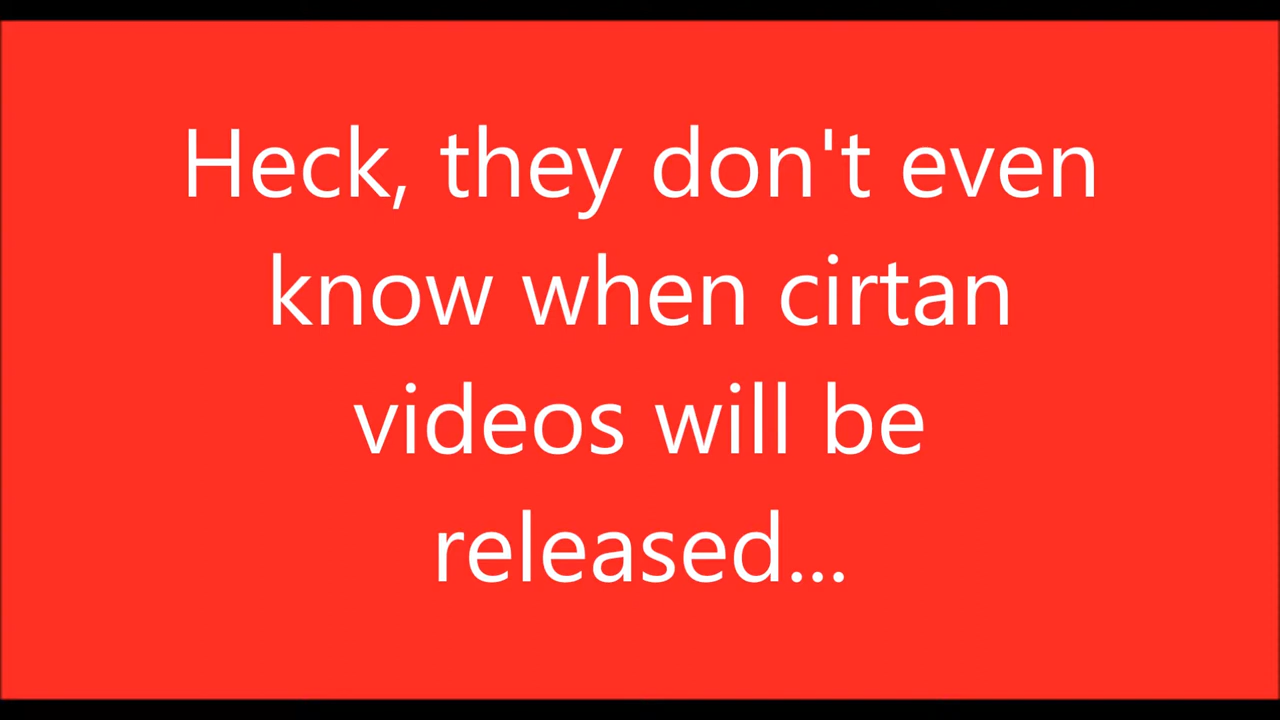 Heck, they don't even
know when cirtan
videos will be
released...